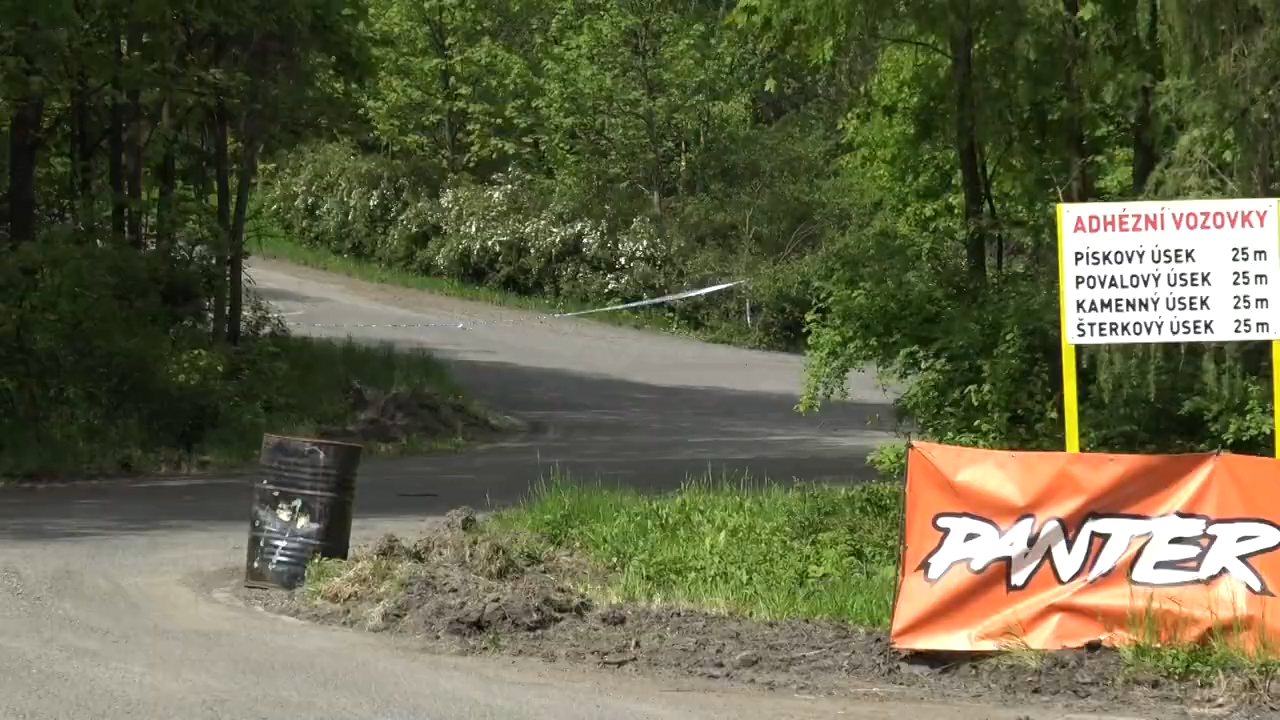 ADHÉZNÍ VOZOVKY
PÍSKOVÝ ÚSEK 25 m
POVALOVÝ ÚSEK 25 m
KAMENNÝ ÚSEK 25 m
ŠTERKOVÝ ÚSEK 25 m
PANTER